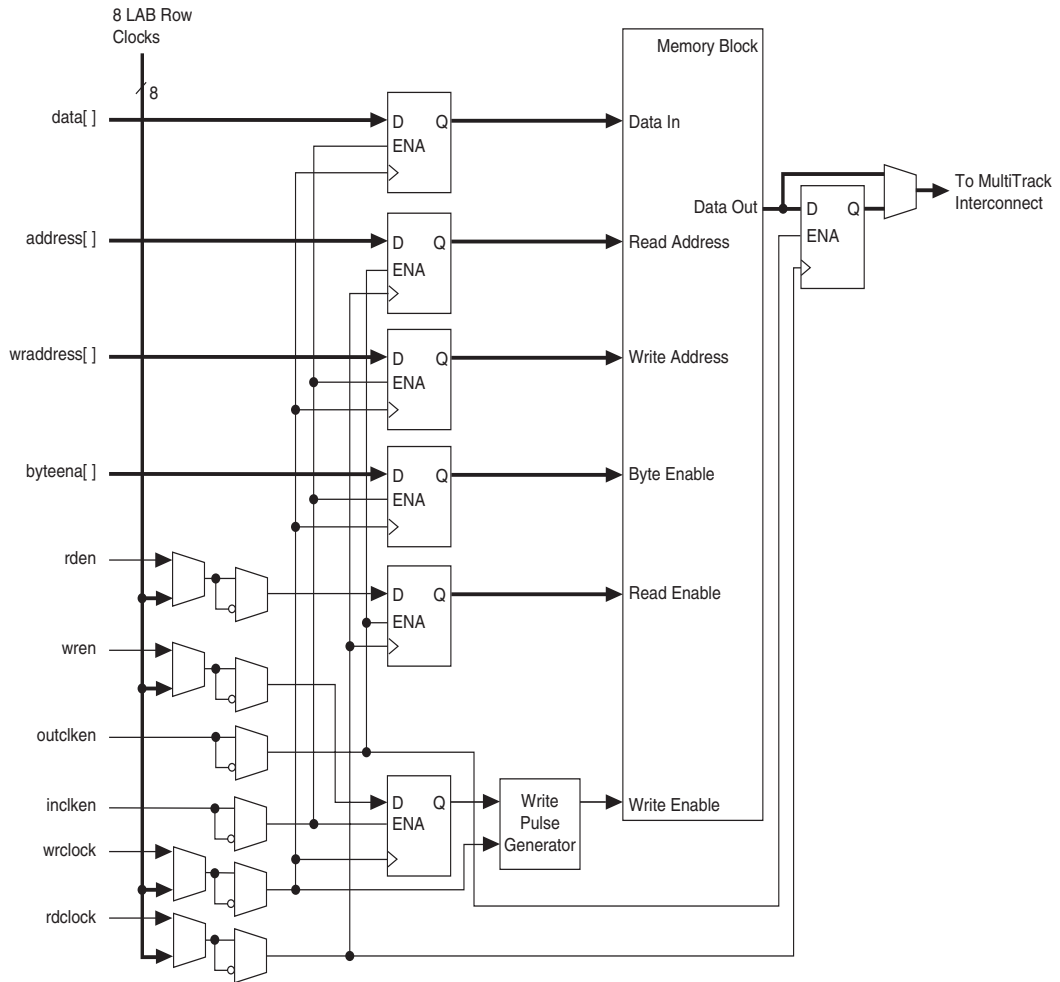 8 LAB Row
Clocks
8
Memory Block
data[ ]
D Q
ENA
Data In
To MultiTrack
Interconnect
Data Out
D Q
ENA
address[ ]
D Q
ENA
Read Address
wraddress[ ]
D Q
ENA
Write Address
byteena[ ]
D Q
ENA
Byte Enable
rden
D Q
ENA
Read Enable
wren
outclken
inclken
D Q
ENA
Write
Pulse
Generator
Write Enable
wrclock
rdclock